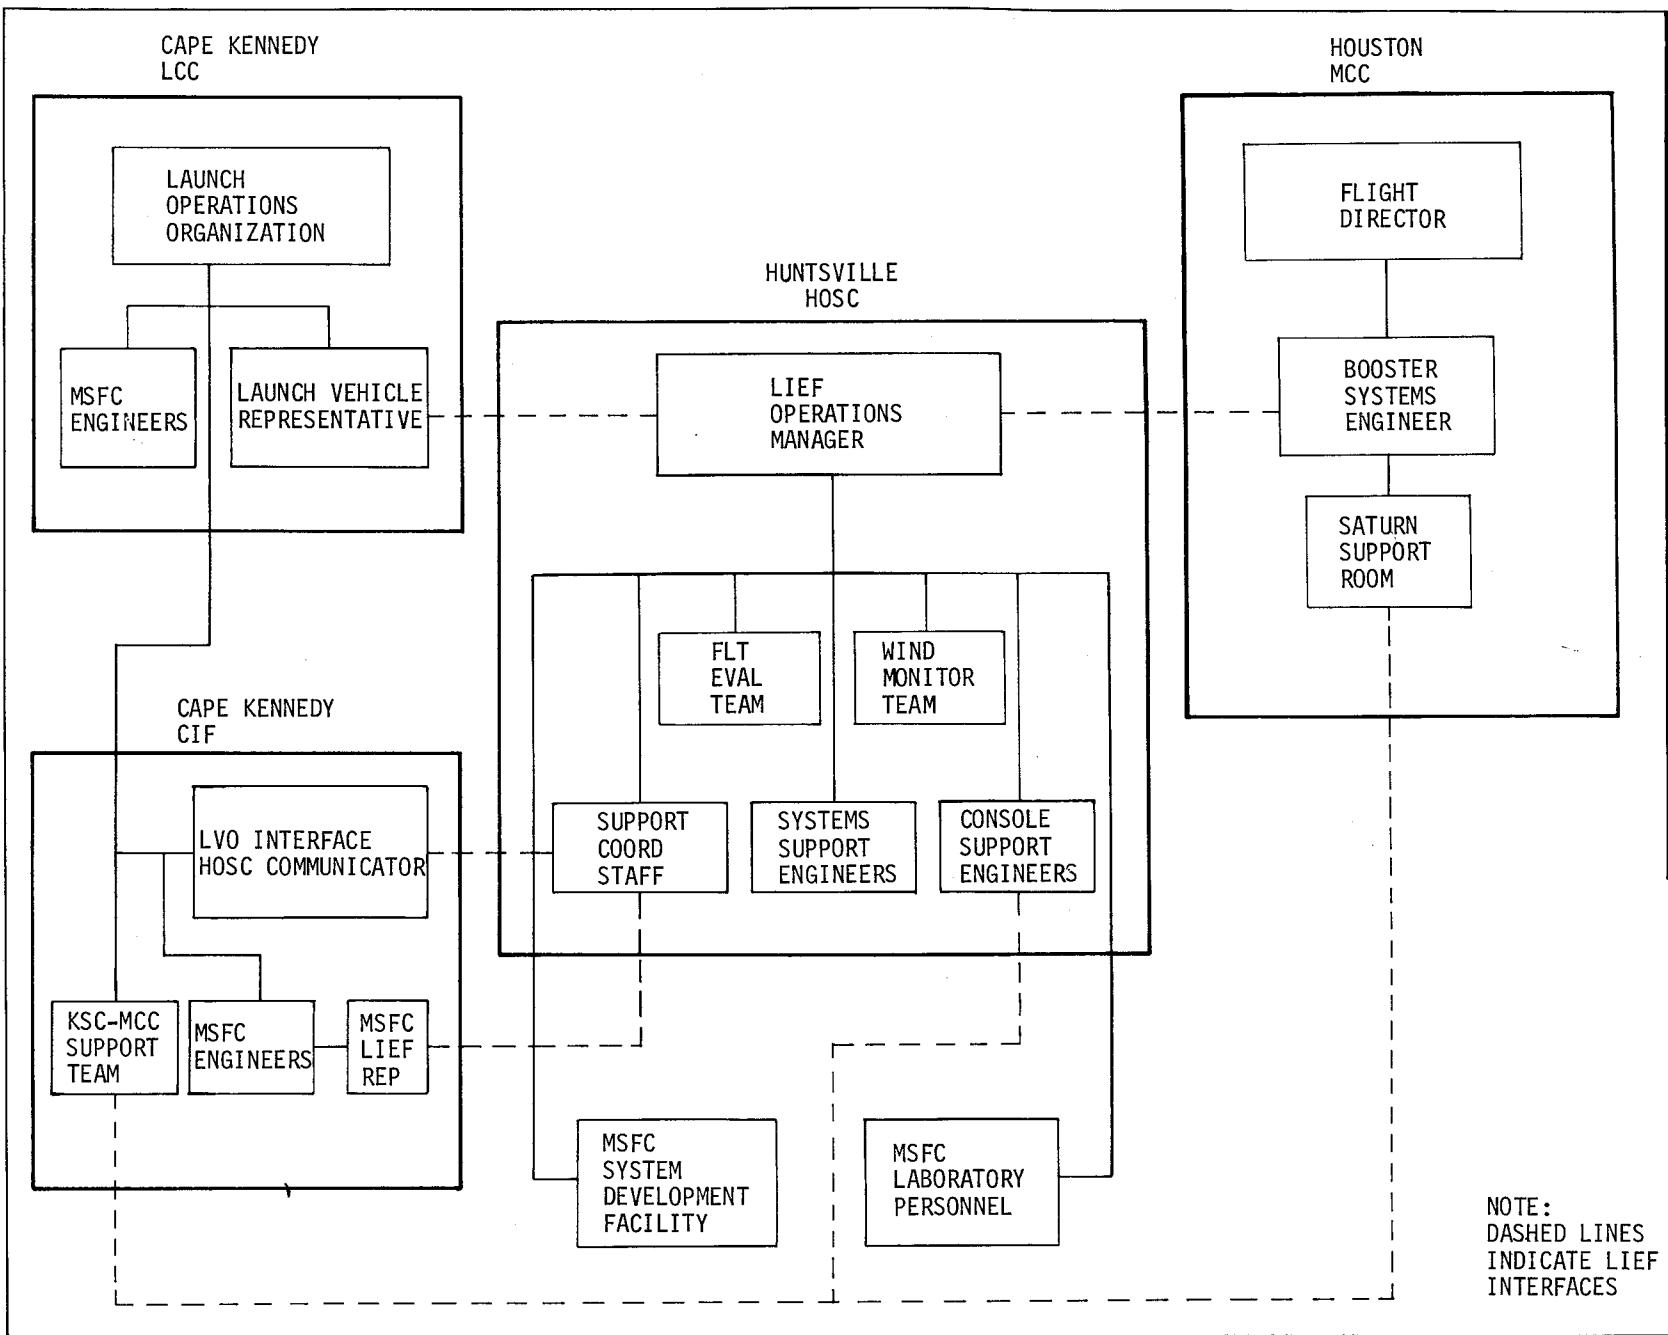 CAPE KENNEDY
LCC
HOUSTON
MCC
LAUNCH
OPERATIONS
ORGANIZATION
FLIGHT
DIRECTOR
HUNTSVILLE
HOSC
MSFC
ENGINEERS
LAUNCH VEHICLE
REPRESENTATIVE
LIEF
OPERATIONS
MANAGER
BOOSTER
SYSTEMS
ENGINEER
SATURN
SUPPORT
ROOM
FLT
EVAL
TEAM
WIND
MONITOR
TEAM
CAPE KENNEDY
CIF
LVO INTERFACE
HOSC COMMUNICATOR
SUPPORT
COORD
STAFF
SYSTEMS
SUPPORT
ENGINEERS
CONSOLE
SUPPORT
ENGINEERS
KSC-MCC
SUPPORT
TEAM
MSFC
ENGINEERS
MSFC
LIEF
REP
MSFC
SYSTEM
DEVELOPMENT
FACILITY
MSFC
LABORATORY
PERSONNEL
NOTE:
DASHED LINES
INDICATE LIEF
INTERFACES